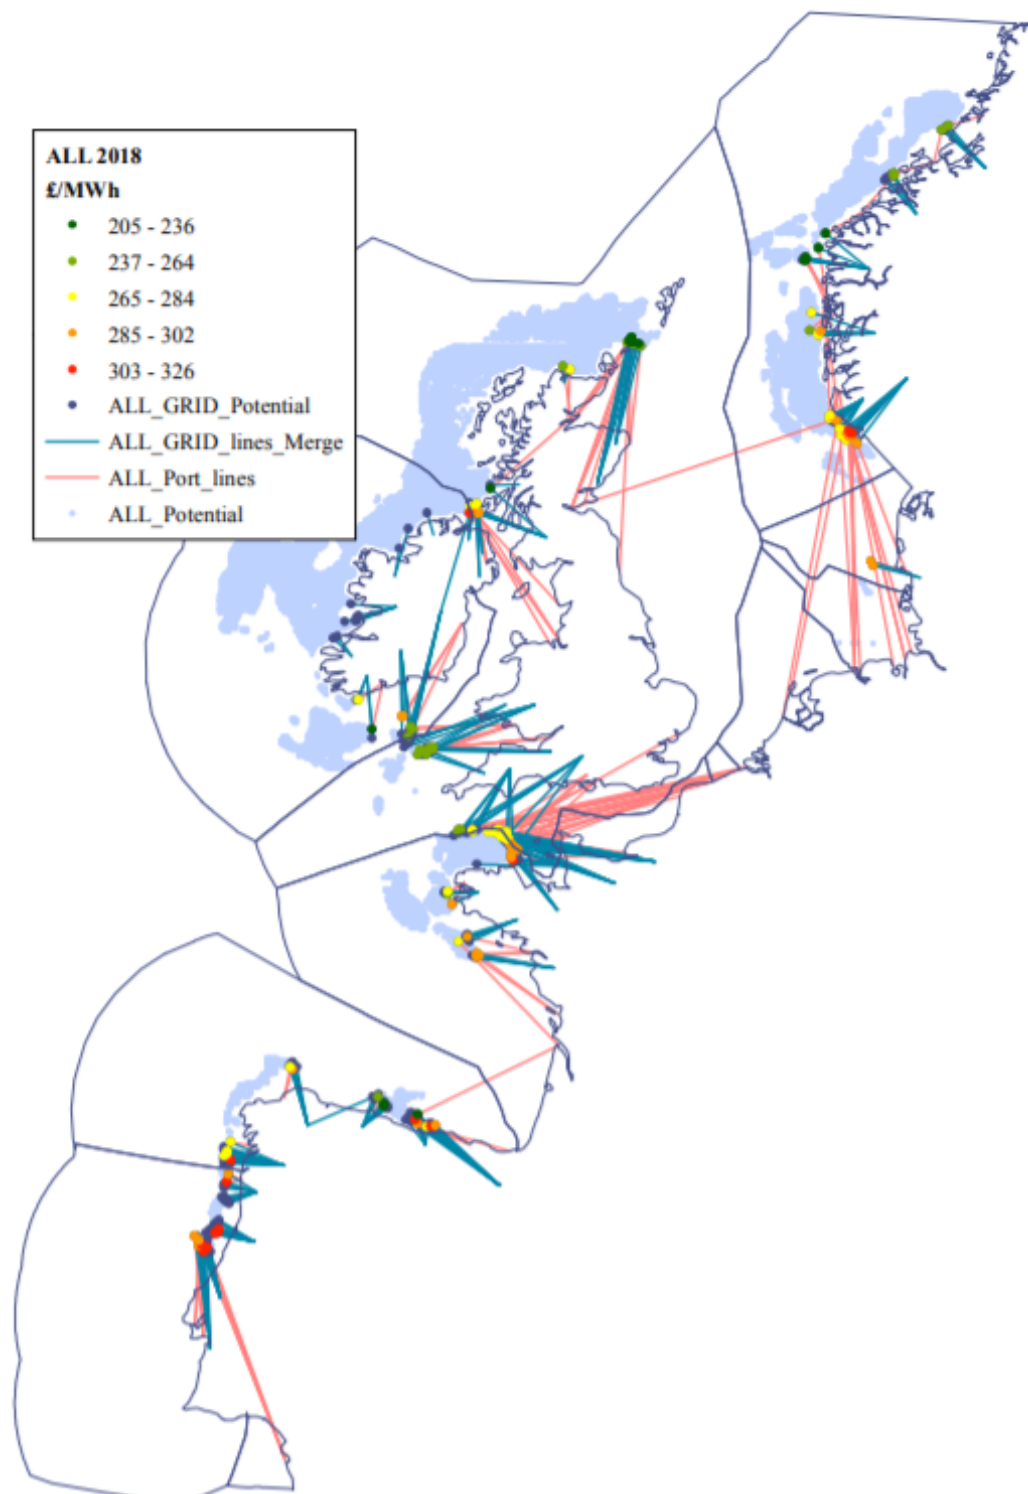 ALL 2018
£/MWh
205 - 236
237 - 264
265 - 284
285 - 302
303 - 326
ALL_GRID_Potential
ALL_GRID_lines_Merge
ALL_Port_lines
ALL_Potential